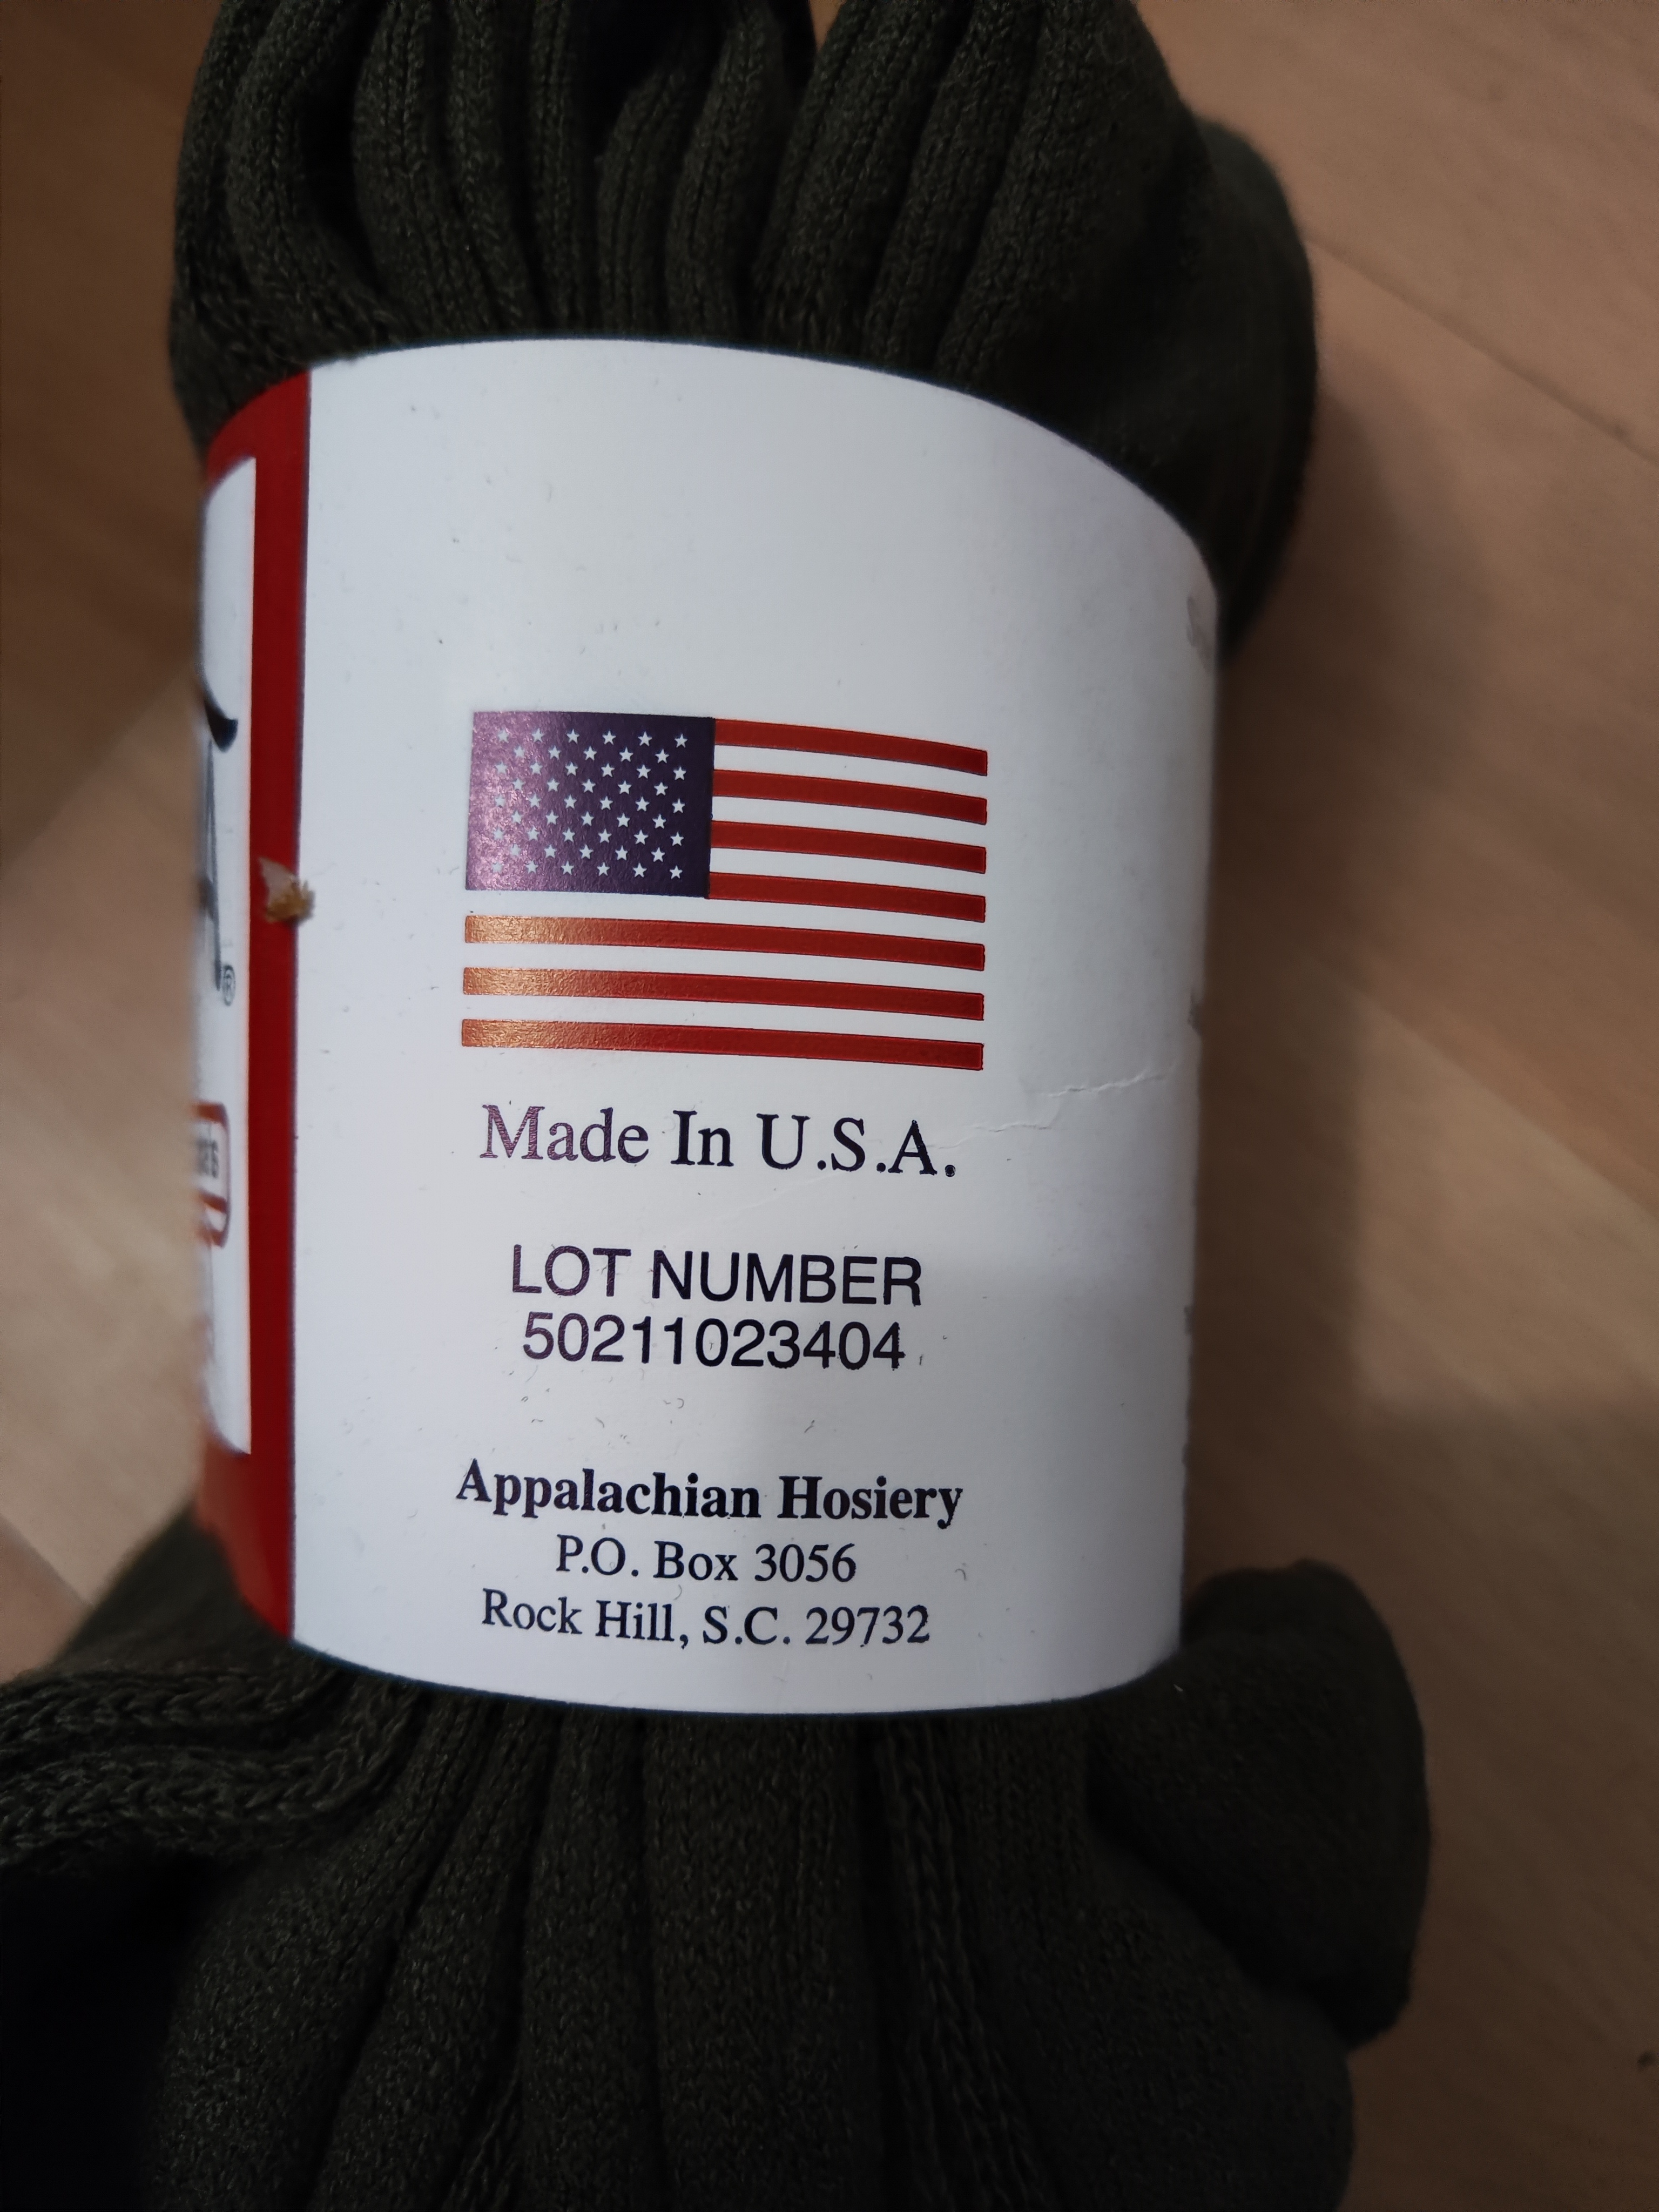 Made In U.S.A.
LOT NUMBER
50211023404
Appalachian Hosiery
P.O. Box 3056
Rock Hill, S.C. 29732
A®